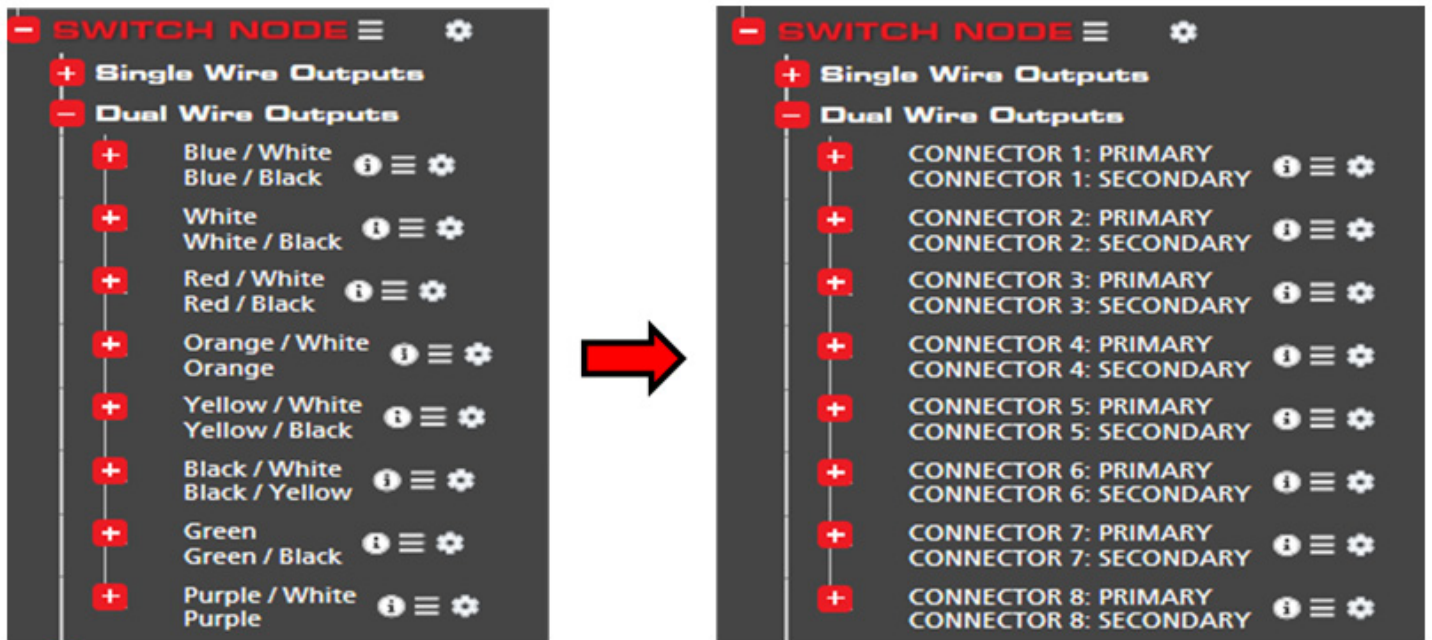 SWITCH NODE
Single Wire Outputs
Dual Wire Outputs
Blue / White
Blue / Black
White
White / Black
Red / White
Red / Black
Orange / White
Orange
Yellow / White
Yellow / Black
Black / White
Black / Yellow
Green
Green / Black
Purple / White
Purple
SWITCH NODE
Single Wire Outputs
Dual Wire Outputs
CONNECTOR 1: PRIMARY
CONNECTOR 1: SECONDARY
CONNECTOR 2: PRIMARY
CONNECTOR 2: SECONDARY
CONNECTOR 3: PRIMARY
CONNECTOR 3: SECONDARY
CONNECTOR 4: PRIMARY
CONNECTOR 4: SECONDARY
CONNECTOR 5: PRIMARY
CONNECTOR 5: SECONDARY
CONNECTOR 6: PRIMARY
CONNECTOR 6: SECONDARY
CONNECTOR 7: PRIMARY
CONNECTOR 7: SECONDARY
CONNECTOR 8: PRIMARY
CONNECTOR 8: SECONDARY